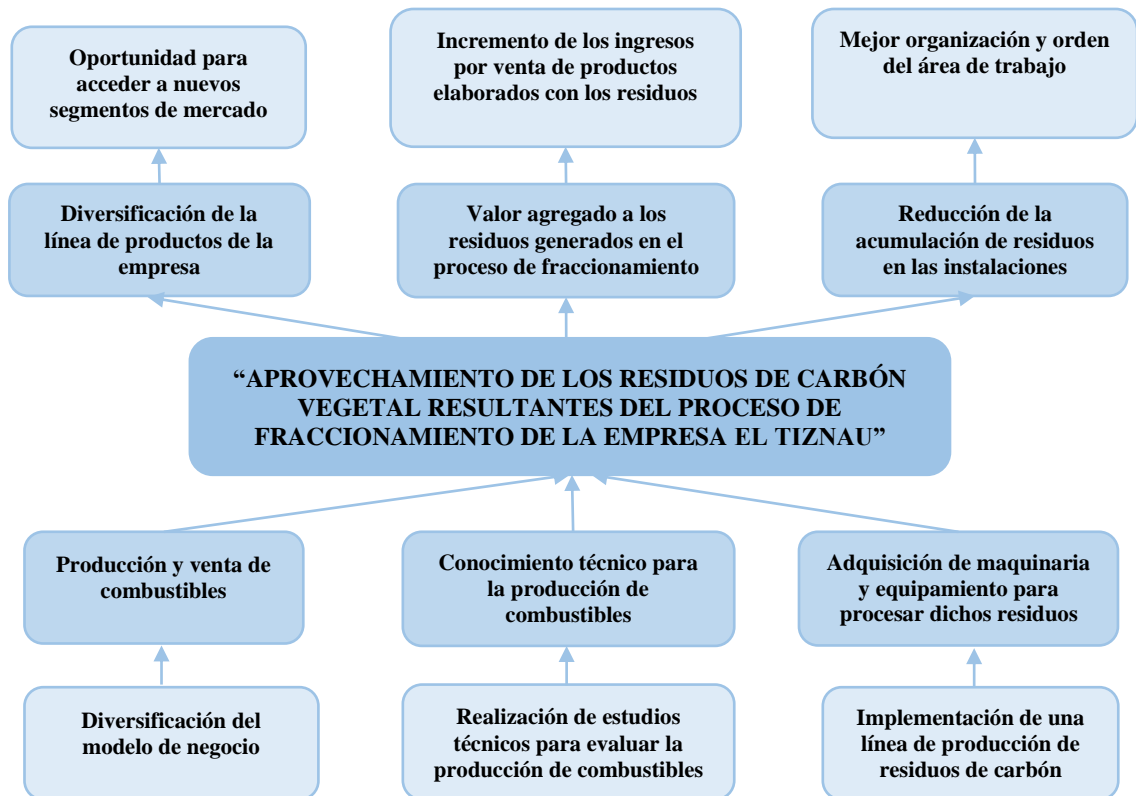 Oportunidad para
acceder a nuevos
segmentos de mercado
Incremento de los ingresos
por venta de productos
elaborados con los residuos
Mejor organización y orden
del área de trabajo
Diversificación de la
línea de productos de la
empresa
Valor agregado a los
residuos generados en el
proceso de fraccionamiento
Reducción de la
acumulación de residuos
en las instalaciones
“APROVECHAMIENTO DE LOS RESIDUOS DE CARBÓN
VEGETAL RESULTANTES DEL PROCESO DE
FRACCIONAMIENTO DE LA EMPRESA EL TIZNAU”
Producción y venta de
combustibles
Conocimiento técnico para
la producción de
combustibles
Adquisición de maquinaria
y equipamiento para
procesar dichos residuos
Diversificación del
modelo de negocio
Realización de estudios
técnicos para evaluar la
producción de combustibles
Implementación de una
línea de producción de
residuos de carbón